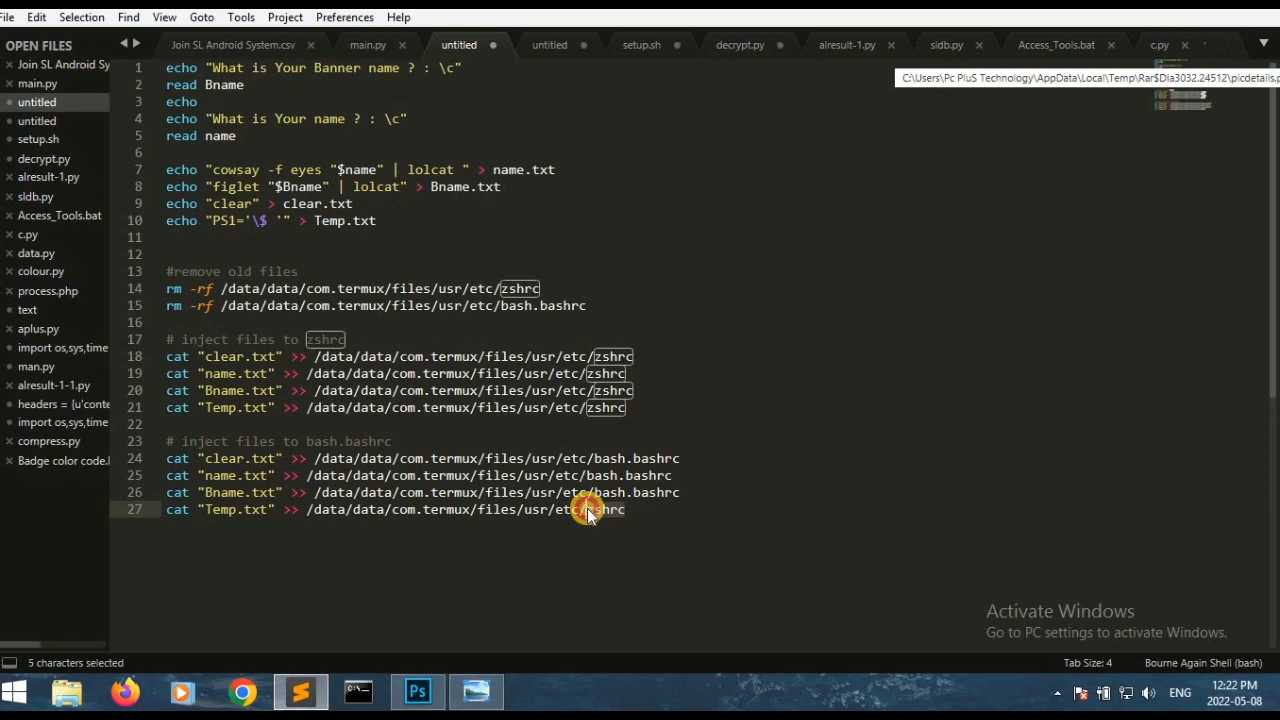 File Edit Selection Find View Goto Tools Project Preferences Help
OPEN FILES
Join SL Android System.csv main.py untitled untitled setup.sh decrypt.py alresult-1.py sldb.py Access_Tools.bat c.py
C:\Users\Pc PluS Technology\AppData\Local\Temp\Rar$DIa3032.24512\picdetails.p
Join SL Android Sy
main.py
untitled
untitled
setup.sh
decrypt.py
alresult-1.py
sldb.py
Access_Tools.bat
c.py
data.py
colour.py
process.php
text
aplus.py
import os,sys,time
man.py
alresult-1-1.py
headers = {u'conte
import os,sys,time
compress.py
Badge color code.
1 echo "What is Your Banner name ? : \c"
2 read Bname
3 echo
4 echo "What is Your name ? : \c"
5 read name
6
7 echo "cowsay -f eyes "$name" | lolcat " > name.txt
8 echo "figlet "$Bname" | lolcat" > Bname.txt
9 echo "clear" > clear.txt
10 echo "PS1='\$ '" > Temp.txt
11
12
13 #remove old files
14 rm -rf /data/data/com.termux/files/usr/etc/zshrc
15 rm -rf /data/data/com.termux/files/usr/etc/bash.bashrc
16
17 # inject files to zshrc
18 cat "clear.txt" >> /data/data/com.termux/files/usr/etc/zshrc
19 cat "name.txt" >> /data/data/com.termux/files/usr/etc/zshrc
20 cat "Bname.txt" >> /data/data/com.termux/files/usr/etc/zshrc
21 cat "Temp.txt" >> /data/data/com.termux/files/usr/etc/zshrc
22
23 # inject files to bash.bashrc
24 cat "clear.txt" >> /data/data/com.termux/files/usr/etc/bash.bashrc
25 cat "name.txt" >> /data/data/com.termux/files/usr/etc/bash.bashrc
26 cat "Bname.txt" >> /data/data/com.termux/files/usr/etc/bash.bashrc
27 cat "Temp.txt" >> /data/data/com.termux/files/usr/etc/zshrc
Activate Windows
Go to PC settings to activate Windows.
5 characters selected Tab Size: 4 Bourne Again Shell (bash)
Ps ENG 12:22 PM
2022-05-08